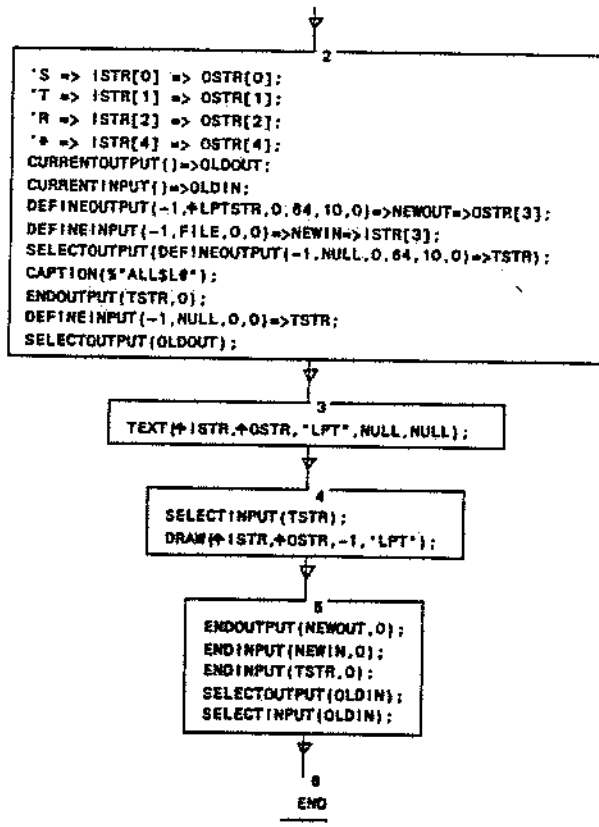 2
'S => ISTR[0] => OSTR[0];
'T => ISTR[1] => OSTR[1];
'R => ISTR[2] => OSTR[2];
'* => ISTR[4] => OSTR[4];
CURRENTOUTPUT()=>OLDOUT;
CURRENTINPUT()=>OLDIN;
DEFINEOUTPUT(-1,↑LPTSTR,0,64,10,0)=>NEWOUT=>OSTR[3];
DEFINEINPUT(-1,FILE,0,0)=>NEWIN=>ISTR[3];
SELECTOUTPUT(DEFINEOUTPUT(-1,NULL,0,64,10,0)=>TSTR);
CAPTION(%"ALL$L#");
ENDOUTPUT(TSTR,0);
DEFINEINPUT(-1,NULL,0,0)=>TSTR;
SELECTOUTPUT(OLDOUT);
3
TEXT(↑ISTR,↑OSTR,"LPT",NULL,NULL);
4
SELECTINPUT(TSTR);
DRAW(↑ISTR,↑OSTR,-1,"LPT");
5
ENDOUTPUT(NEWOUT,0);
ENDINPUT(NEWIN,0);
ENDINPUT(TSTR,0);
SELECTOUTPUT(OLDIN);
SELECTINPUT(OLDIN);
6
END